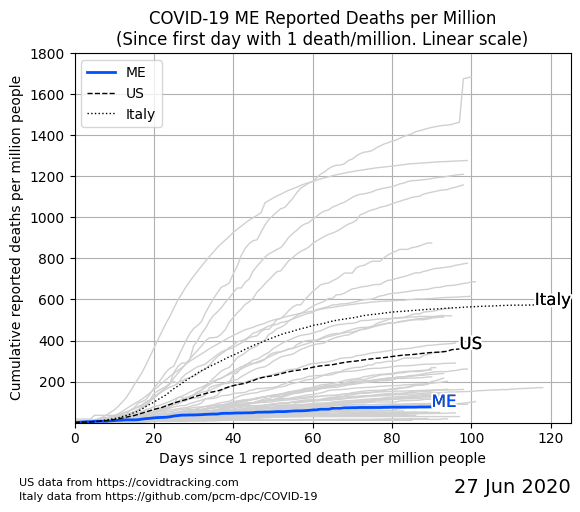 COVID-19 ME Reported Deaths per Million
(Since first day with 1 death/million. Linear scale)
Cumulative reported deaths per million people
1800
1600
1400
1200
1000
800
600
400
200
ME
US
Italy
Italy
US
ME
0 20 40 60 80 100 120
Days since 1 reported death per million people
US data from https://covidtracking.com
Italy data from https://github.com/pcm-dpc/COVID-19
27 Jun 2020